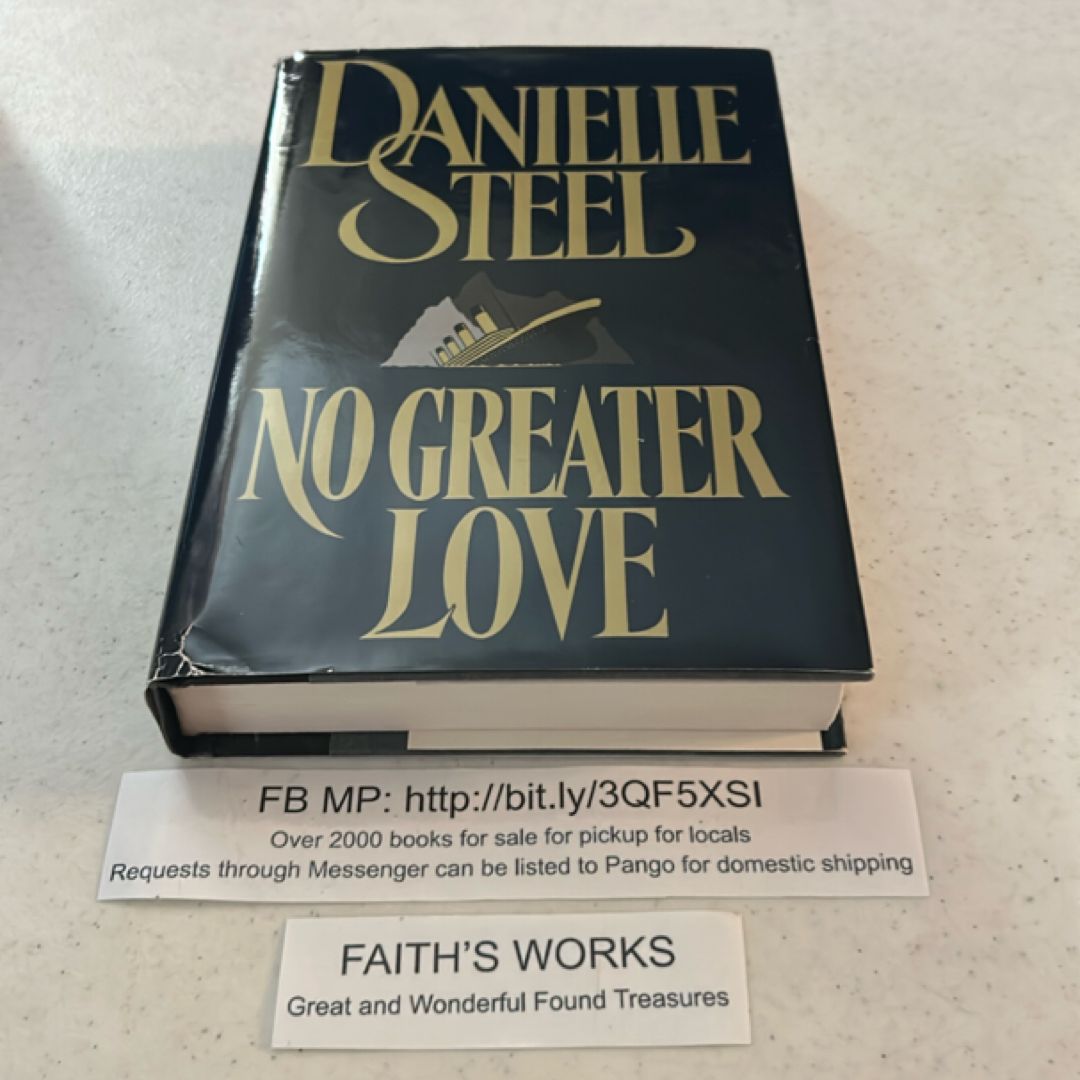 DANIELLE
STEEL
NO GREATER
LOVE
FB MP: http://bit.ly/3QF5XSI
Over 2000 books for sale for pickup for locals
Requests through Messenger can be listed to Pango for domestic shipping
FAITH'S WORKS
Great and Wonderful Found Treasures